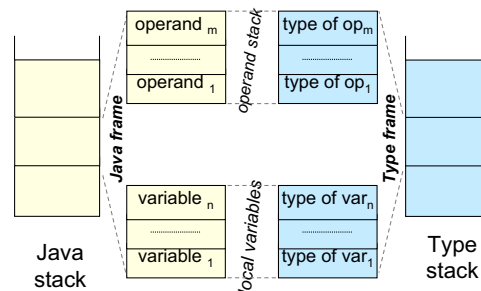 operand m
..................
operand 1
type of opm
..................
type of op1
operand stack
Java frame
Type frame
variable n
..................
variable 1
type of varn
..................
type of var1
local variables
Java
stack
Type
stack